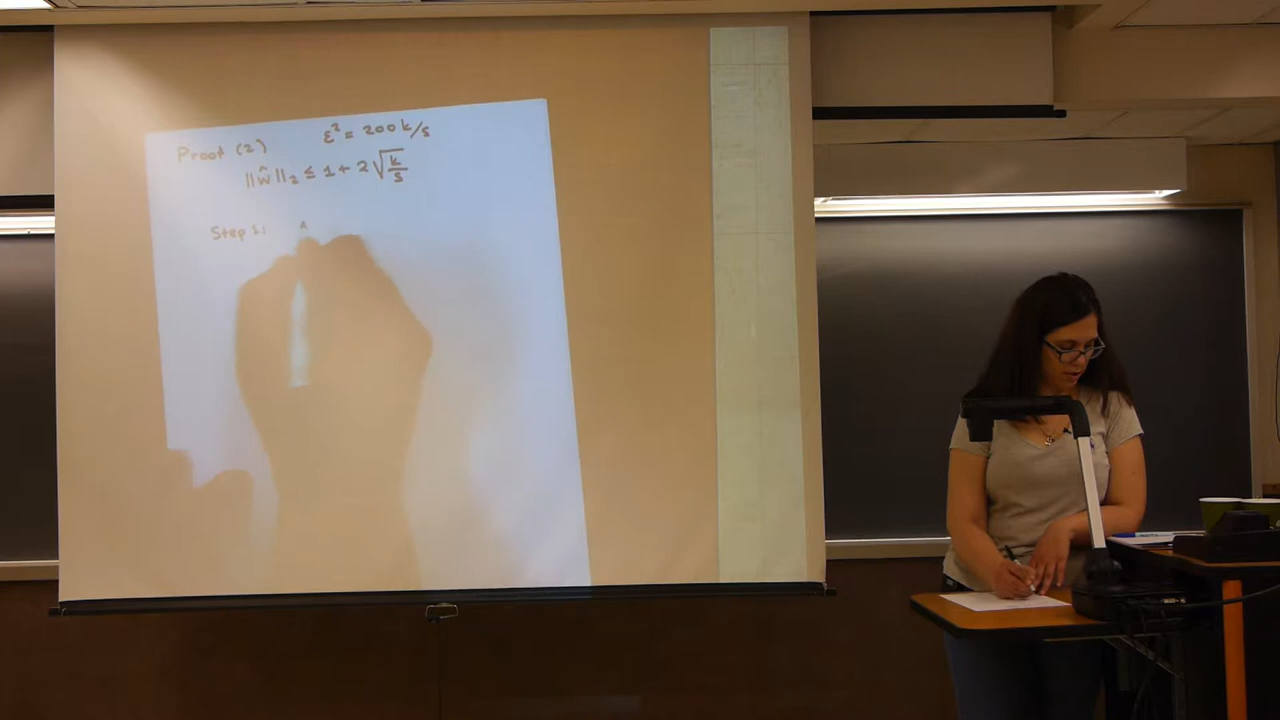 Proof (2) ε² = 200k/s
‖ŵ‖₂ ≤ 1 + 2√(k/s)
Step 1: